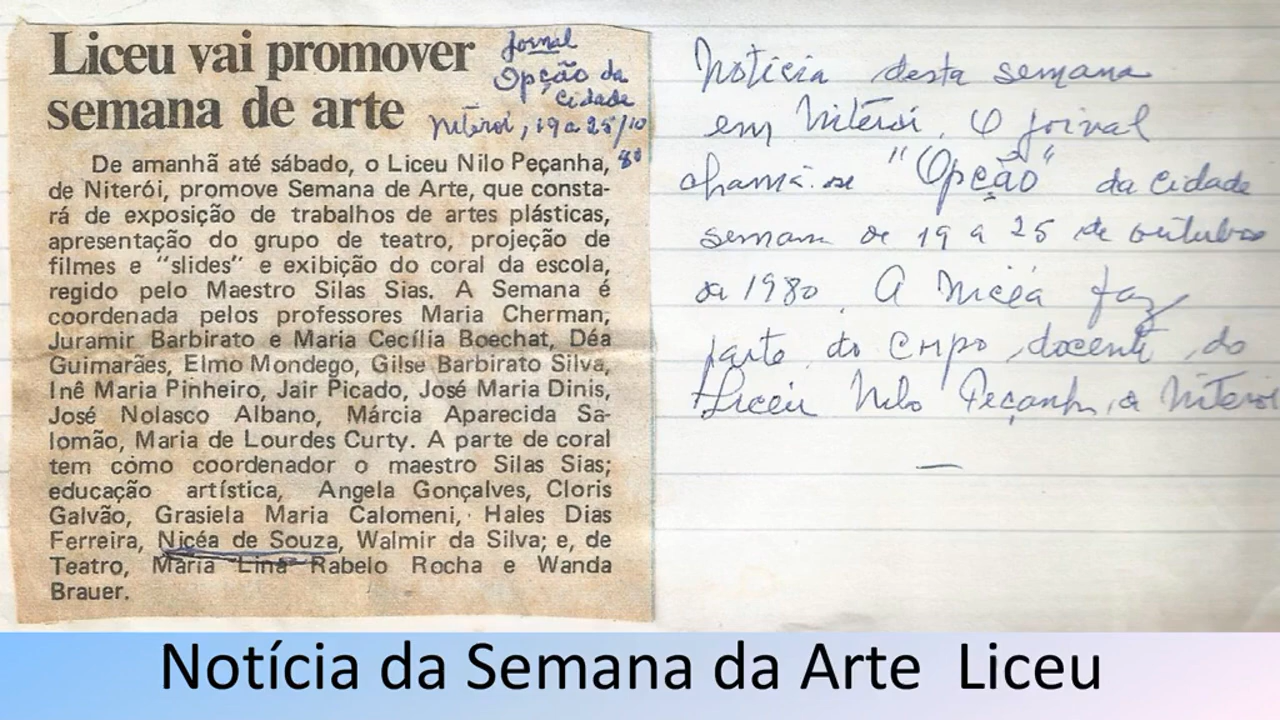 Liceu vai promover
semana de arte
Jornal
Opção da
Cidade
Niterói, 19 a 25/10
80
De amanhã até sábado, o Liceu Nilo Peçanha,
de Niterói, promove Semana de Arte, que consta-
rá de exposição de trabalhos de artes plásticas,
apresentação do grupo de teatro, projeção de
filmes e “slides” e exibição do coral da escola,
regido pelo Maestro Silas Sias. A Semana é
coordenada pelos professores Maria Cherman,
Juramir Barbirato e Maria Cecília Boechat, Déa
Guimarães, Elmo Mondego, Gilse Barbirato Silva,
Inê Maria Pinheiro, Jair Picado, José Maria Dinis,
José Nolasco Albano, Márcia Aparecida Sa-
lomão, Maria de Lourdes Curty. A parte de coral
tem como coordenador o maestro Silas Sias;
educação artística, Angela Gonçalves, Cloris
Galvão, Grasiela Maria Calomeni, Hales Dias
Ferreira, Nicéa de Souza, Walmir da Silva; e, de
Teatro, Maria Lina Rabelo Rocha e Wanda
Brauer.
Notícia desta semana
em Niterói. O jornal
chama-se "Opção" da Cidade
semana de 19 a 25 de outubro
de 1980. A Nicéa faz
parte do Corpo docente do
Liceu Nilo Peçanha, de Niterói
Notícia da Semana da Arte Liceu